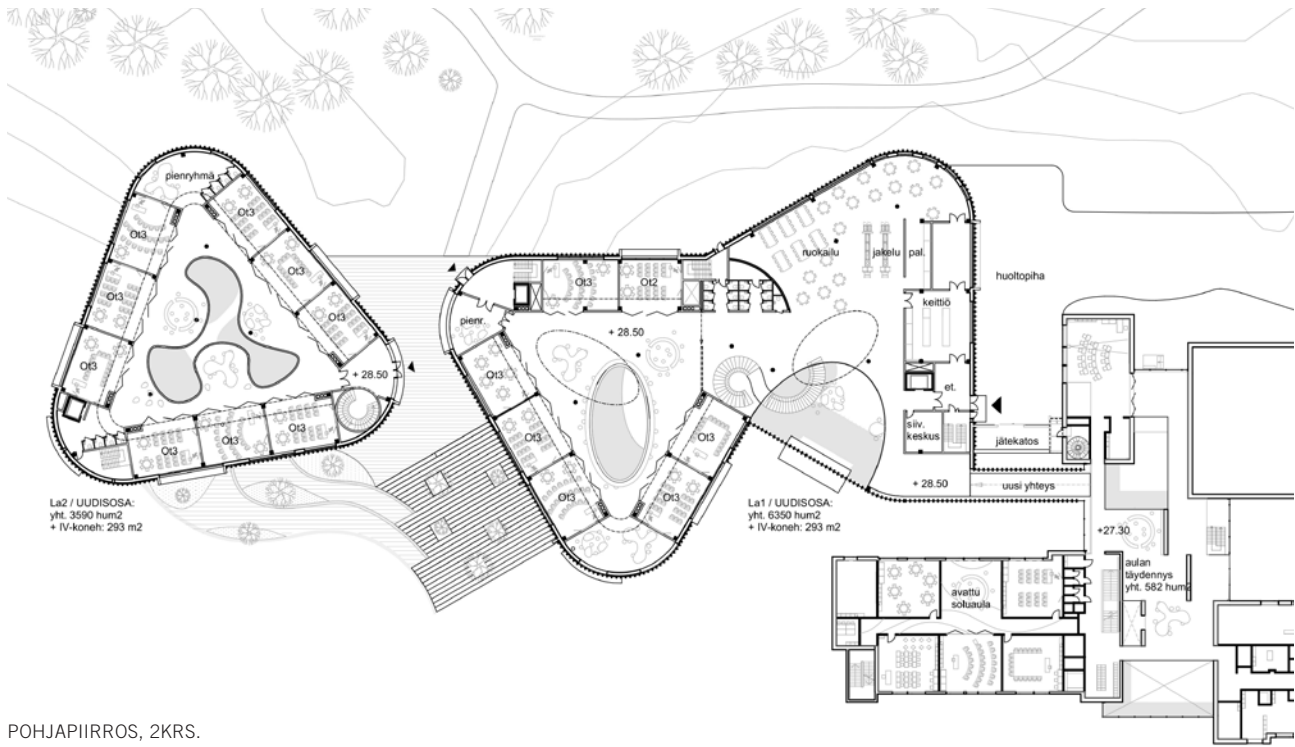 pienryhmä
Ot3
Ot3
Ot3
Ot3
Ot3
Ot3
+ 28.50
Ot3
Ot3
Ot3
La2 / UUDISOSA:
yht. 3590 hum2
+ IV-koneh: 293 m2
Ot3
Ot2
pienr.
+ 28.50
Ot3
Ot3
Ot3
Ot3
Ot3
ruokailu
jakelu
pal.
keittiö
huoltopiha
et.
siiv.
keskus
jätekatos
+ 28.50
uusi yhteys
La1 / UUDISOSA:
yht. 6350 hum2
+ IV-koneh: 293 m2
+27.30
aulan
täydennys
yht. 582 hum2
avattu
soluaula
POHJAPIIRROS, 2KRS.